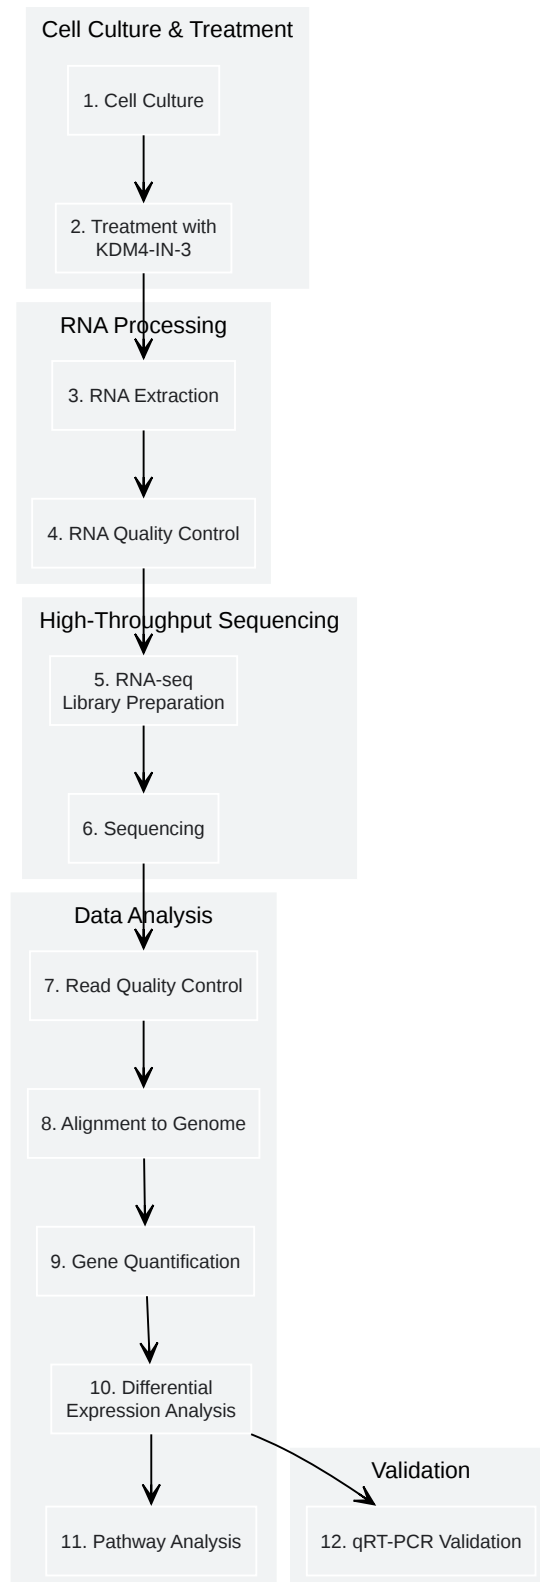 Cell Culture & Treatment
1. Cell Culture
2. Treatment with
KDM4-IN-3
RNA Processing
3. RNA Extraction
4. RNA Quality Control
High-Throughput Sequencing
5. RNA-seq
Library Preparation
6. Sequencing
Data Analysis
7. Read Quality Control
8. Alignment to Genome
9. Gene Quantification
10. Differential
Expression Analysis
11. Pathway Analysis
Validation
12. qRT-PCR Validation